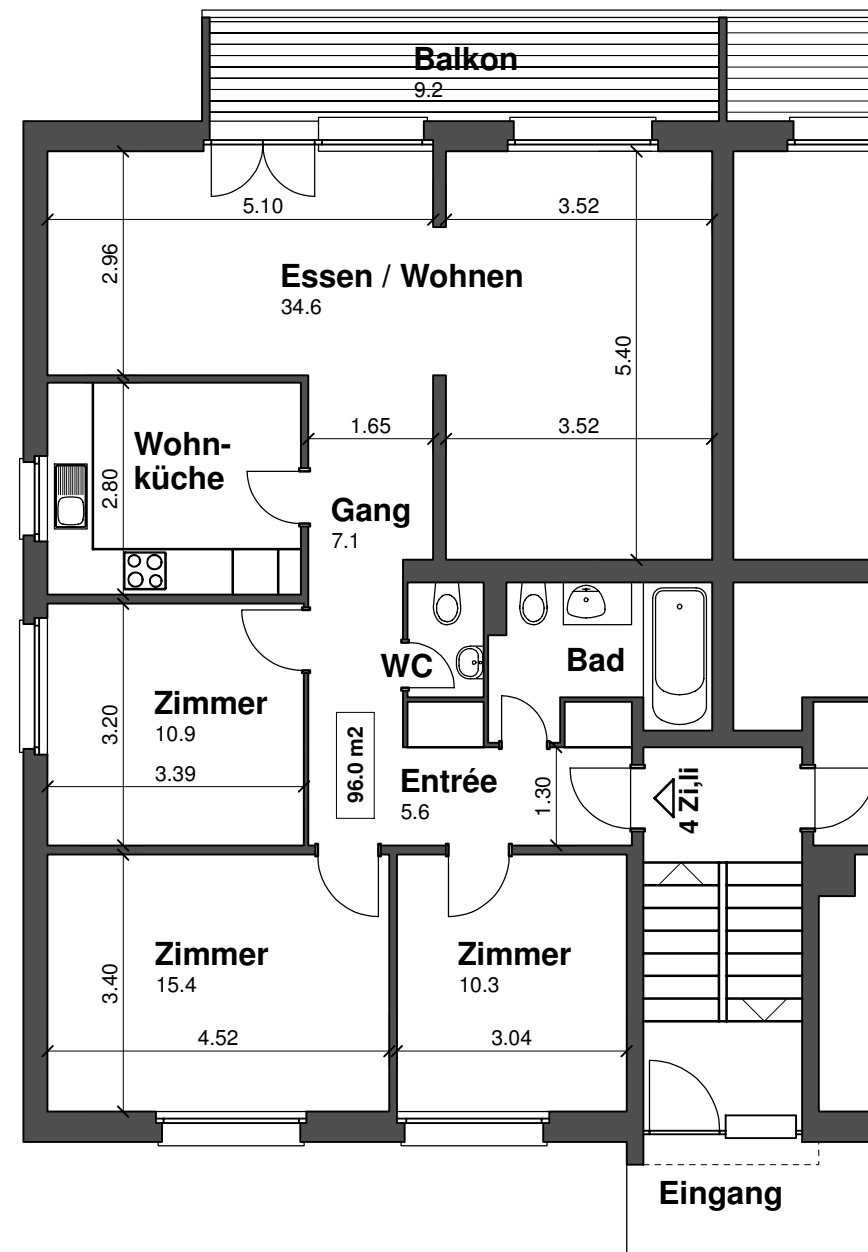 Balkon
9.2
5.10
3.52
2.96
Essen / Wohnen
34.6
5.40
1.65
3.52
Wohn-
küche
2.80
Gang
7.1
WC
Bad
Zimmer
10.9
3.20
3.39
96.0 m2
Entrée
5.6
1.30
4 Zi,li
Zimmer
15.4
3.40
4.52
Zimmer
10.3
3.04
Eingang